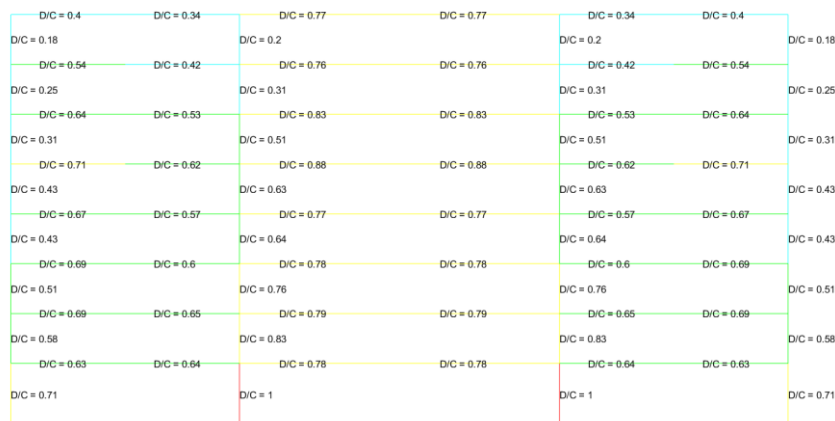 D/C = 0.4 D/C = 0.34 D/C = 0.77 D/C = 0.77 D/C = 0.34 D/C = 0.4
D/C = 0.18 D/C = 0.2 D/C = 0.2 D/C = 0.18
D/C = 0.54 D/C = 0.42 D/C = 0.76 D/C = 0.76 D/C = 0.42 D/C = 0.54
D/C = 0.25 D/C = 0.31 D/C = 0.31 D/C = 0.25
D/C = 0.64 D/C = 0.53 D/C = 0.83 D/C = 0.83 D/C = 0.53 D/C = 0.64
D/C = 0.31 D/C = 0.51 D/C = 0.51 D/C = 0.31
D/C = 0.71 D/C = 0.62 D/C = 0.88 D/C = 0.88 D/C = 0.62 D/C = 0.71
D/C = 0.43 D/C = 0.63 D/C = 0.63 D/C = 0.43
D/C = 0.67 D/C = 0.57 D/C = 0.77 D/C = 0.77 D/C = 0.57 D/C = 0.67
D/C = 0.43 D/C = 0.64 D/C = 0.64 D/C = 0.43
D/C = 0.69 D/C = 0.6 D/C = 0.78 D/C = 0.78 D/C = 0.6 D/C = 0.69
D/C = 0.51 D/C = 0.76 D/C = 0.76 D/C = 0.51
D/C = 0.69 D/C = 0.65 D/C = 0.79 D/C = 0.79 D/C = 0.65 D/C = 0.69
D/C = 0.58 D/C = 0.83 D/C = 0.83 D/C = 0.58
D/C = 0.63 D/C = 0.64 D/C = 0.78 D/C = 0.78 D/C = 0.64 D/C = 0.63
D/C = 0.71 D/C = 1 D/C = 1 D/C = 0.71